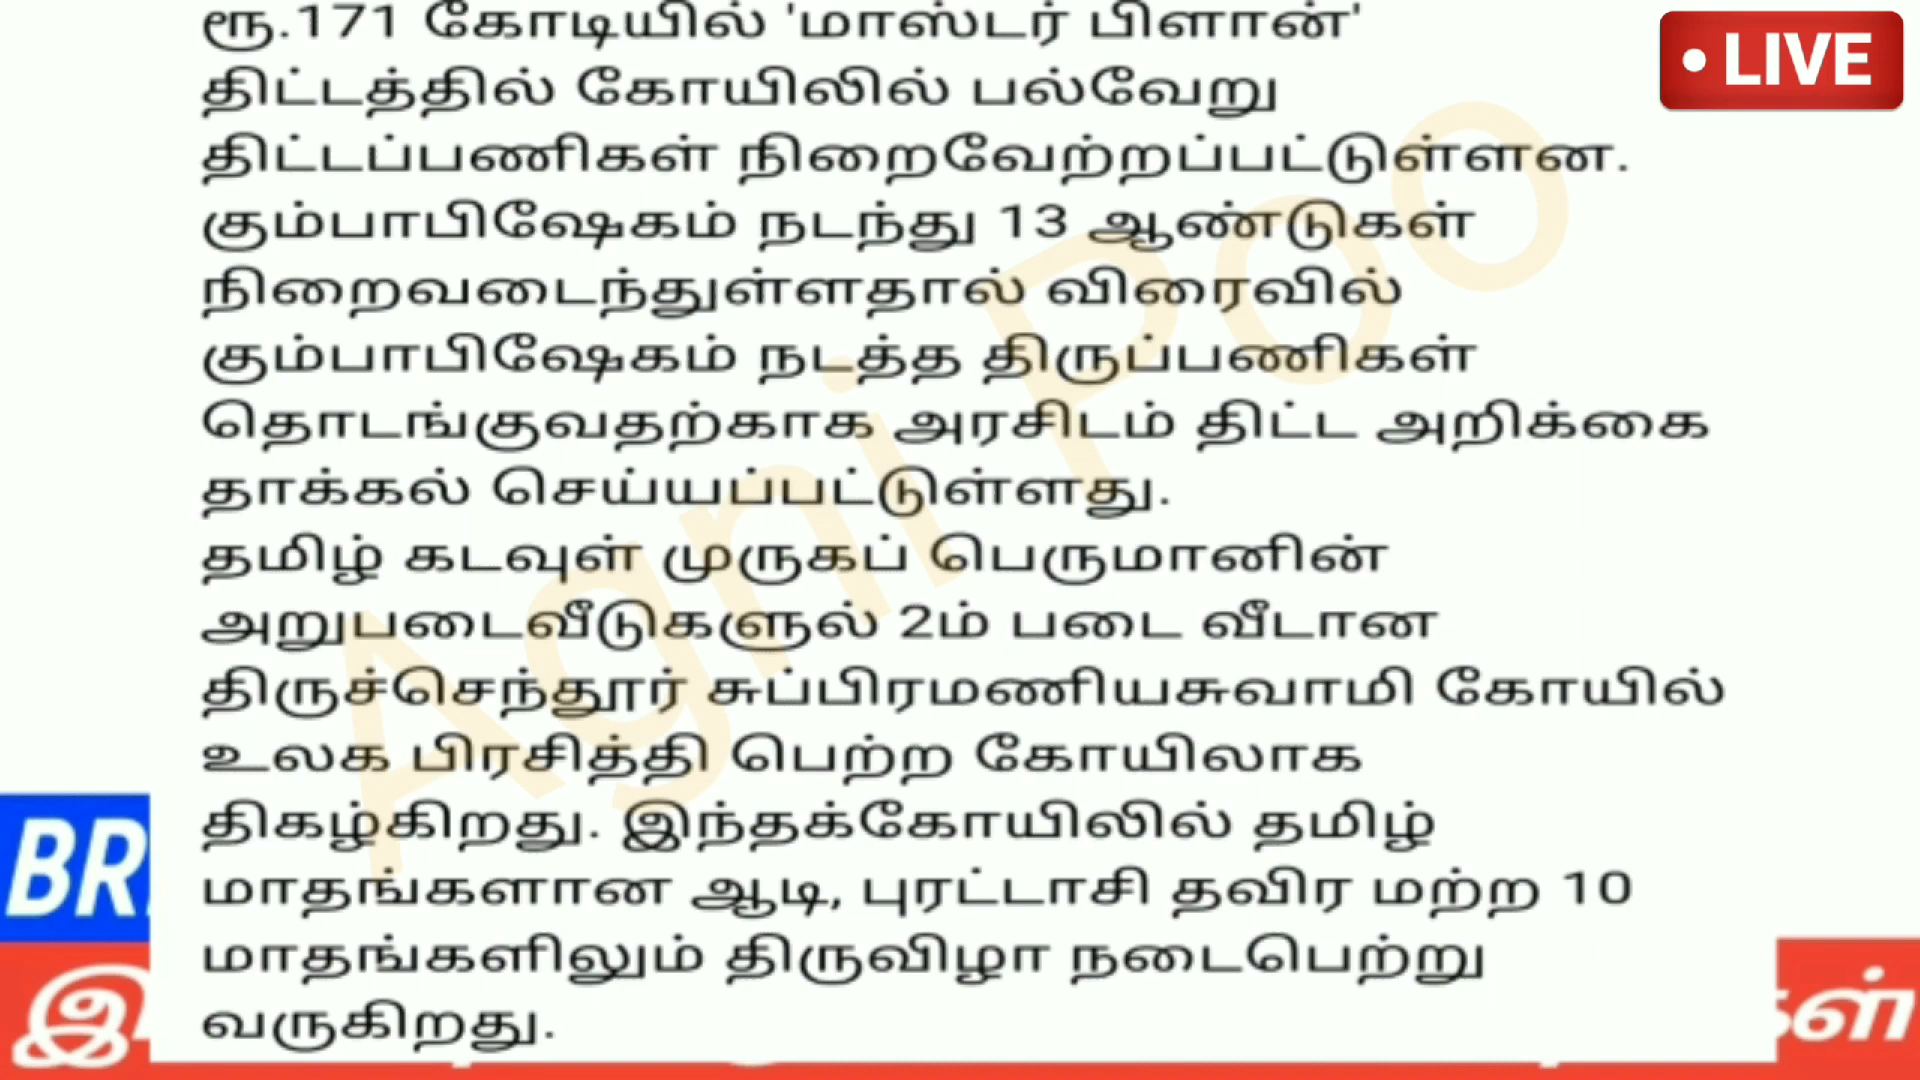 ரூ.171 கோடியில் 'மாஸ்டர் பிளான்'
திட்டத்தில் கோயிலில் பல்வேறு
திட்டப்பணிகள் நிறைவேற்றப்பட்டுள்ளன.
கும்பாபிஷேகம் நடந்து 13 ஆண்டுகள்
நிறைவடைந்துள்ளதால் விரைவில்
கும்பாபிஷேகம் நடத்த திருப்பணிகள்
தொடங்குவதற்காக அரசிடம் திட்ட அறிக்கை
தாக்கல் செய்யப்பட்டுள்ளது.
தமிழ் கடவுள் முருகப் பெருமானின்
அறுபடைவீடுகளுல் 2ம் படை வீடான
திருச்செந்தூர் சுப்பிரமணியசுவாமி கோயில்
உலக பிரசித்தி பெற்ற கோயிலாக
திகழ்கிறது. இந்தக்கோயிலில் தமிழ்
மாதங்களான ஆடி, புரட்டாசி தவிர மற்ற 10
மாதங்களிலும் திருவிழா நடைபெற்று
வருகிறது.
• LIVE
Agni Poo
BR